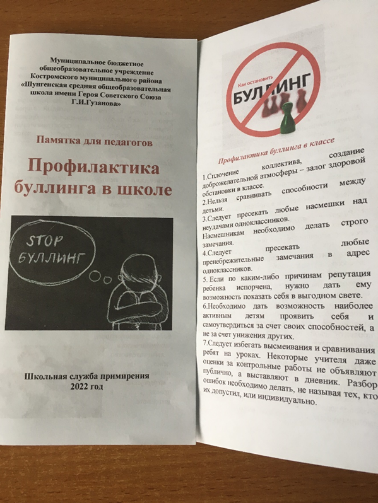 Муниципальное бюджетное
общеобразовательное учреждение
Костромского муниципального района
«Шунгенская средняя общеобразовательная
школа имени Героя Советского Союза
Г.И.Гузанова»
Памятка для педагогов
Профилактика
буллинга в школе
STOP
БУЛЛИНГ
Школьная служба примирения
2022 год
Как остановить
БУЛЛИНГ
Профилактика буллинга в классе
1.Сплочение коллектива, создание
доброжелательной атмосферы – залог здоровой
обстановки в классе.
2.Нельзя сравнивать способности между
детьми.
3.Следует пресекать любые насмешки над
неудачами одноклассников.
Насмешникам необходимо делать строго
замечания.
4.Следует пресекать любые
пренебрежительные замечания в адрес
одноклассников.
5. Если по каким-либо причинам репутация
ребенка испорчена, нужно дать ему
возможность показать себя в выгодном свете.
6.Необходимо дать возможность наиболее
активным детям проявить себя и
самоутвердиться за счет своих способностей, а
не за счет унижения других.
7.Следует избегать высмеивания и сравнивания
ребят на уроках. Некоторые учителя даже
оценки за контрольные работы не объявляют
публично, а выставляют в дневник. Разбор
ошибок необходимо делать, не называя тех, кто
их допустил, или индивидуально.